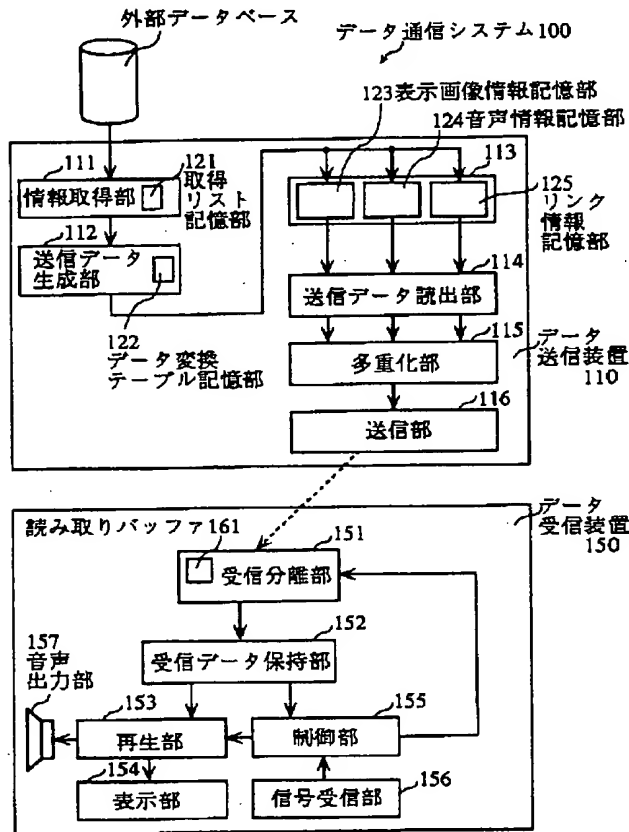 外部データベース
データ通信システム100
123表示画像情報記憶部
124音声情報記憶部
111
121
113
情報取得部
取得
リスト
記憶部
125
リンク
情報
記憶部
112
送信データ
生成部
114
送信データ読出部
122
データ変換
テーブル記憶部
115
多重化部
データ
送信装置
110
116
送信部
データ
受信装置
150
読み取りバッファ161
151
受信分離部
152
受信データ保持部
157
音声
出力部
153
再生部
155
制御部
154
表示部
156
信号受信部